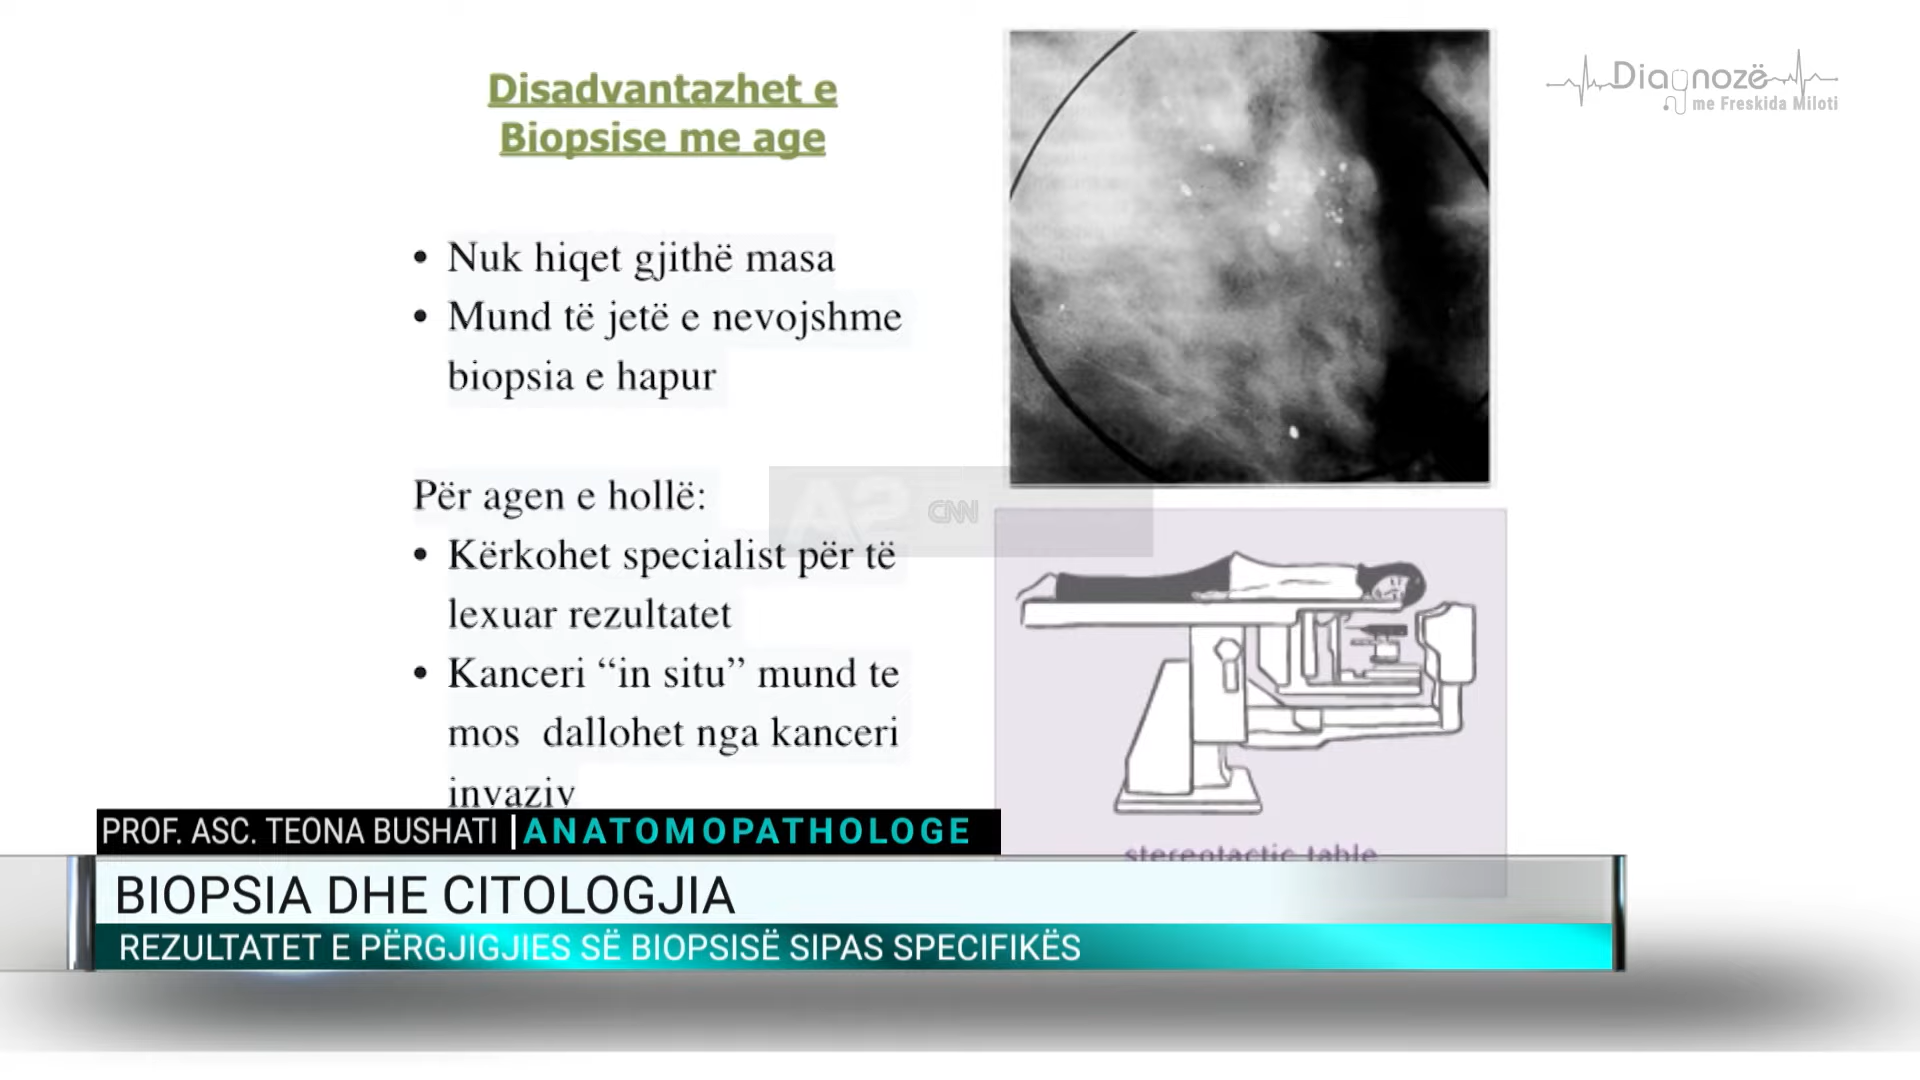 Disadvantazhet e
Biopsise me age
• Nuk hiqet gjithë masa
• Mund të jetë e nevojshme
biopsia e hapur
Për agen e hollë:
• Kërkohet specialist për të
lexuar rezultatet
• Kanceri “in situ” mund te
mos dallohet nga kanceri
invaziv
Diagnozë
me Freskida Miloti
A2 CNN
stereotactic table
PROF. ASC. TEONA BUSHATI | ANATOMOPATHOLOGE
BIOPSIA DHE CITOLOGJIA
REZULTATET E PËRGJIGJIES SË BIOPSISË SIPAS SPECIFIKËS